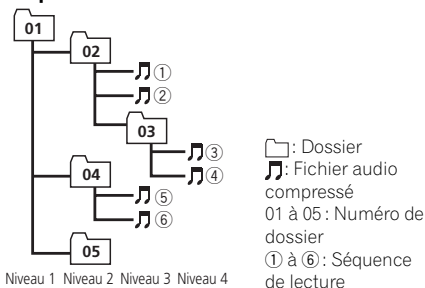 01
02
①
②
03
③
④
04
⑤
⑥
05
Niveau 1 Niveau 2 Niveau 3 Niveau 4
: Dossier
: Fichier audio
compressé
01 à 05 : Numéro de
dossier
① à ⑥ : Séquence
de lecture